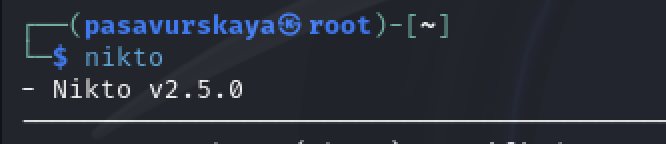 ┌──(pasavurskaya㉿root)-[~]
└─$ nikto
- Nikto v2.5.0